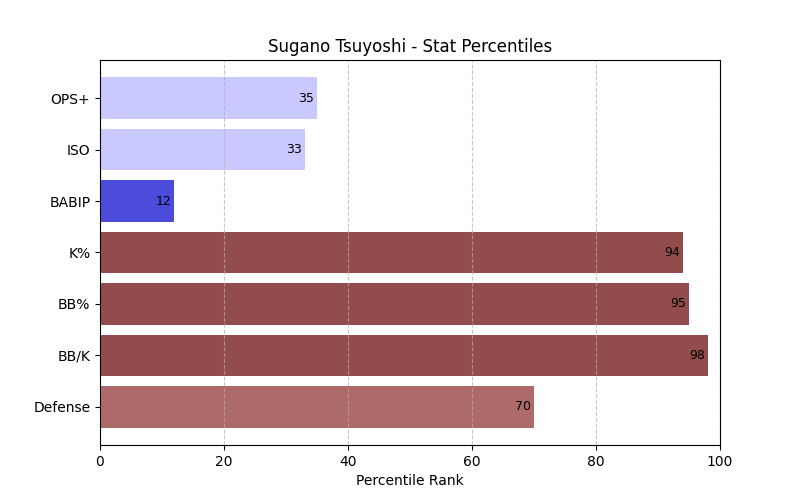 Sugano Tsuyoshi - Stat Percentiles
OPS+ 35
ISO 33
BABIP 12
K% 94
BB% 95
BB/K 98
Defense 70
0 20 40 60 80 100
Percentile Rank